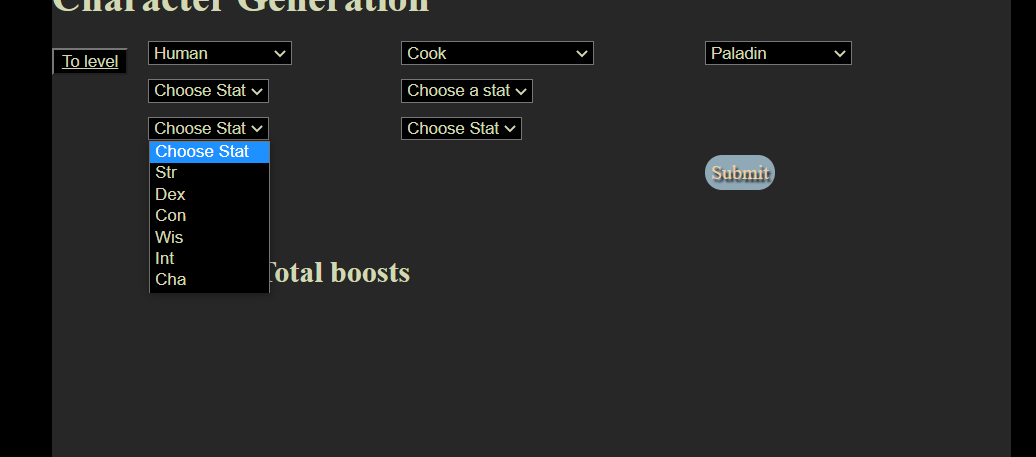 Character Generation
To level
Human
Cook
Paladin
Choose Stat
Choose a stat
Choose Stat
Choose Stat
Choose Stat
Str
Dex
Con
Wis
Int
Cha
Submit
Total boosts